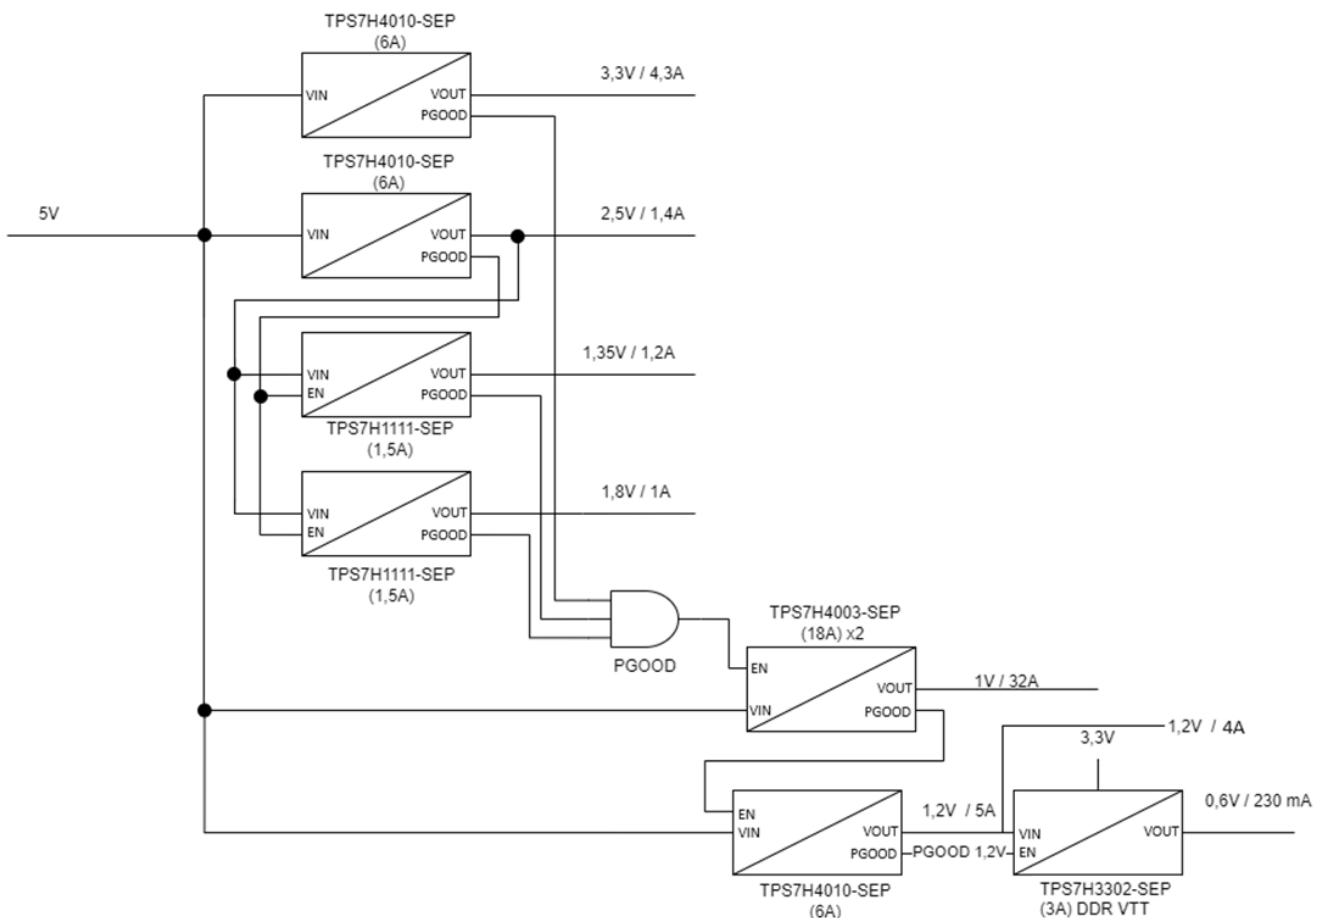 TPS7H4010-SEP
(6A)
3,3V / 4,3A
VIN
VOUT
PGOOD
TPS7H4010-SEP
(6A)
5V
2,5V / 1,4A
VIN
VOUT
PGOOD
1,35V / 1,2A
VIN
VOUT
EN
PGOOD
TPS7H1111-SEP
(1,5A)
1,8V / 1A
VIN
VOUT
EN
PGOOD
TPS7H1111-SEP
(1,5A)
PGOOD
TPS7H4003-SEP
(18A) x2
EN
VOUT
1V / 32A
VIN
PGOOD
1,2V / 4A
3,3V
EN
VIN
VOUT
PGOOD
1,2V / 5A
PGOOD 1,2V
VIN
EN
VOUT
0,6V / 230 mA
TPS7H4010-SEP
(6A)
TPS7H3302-SEP
(3A) DDR VTT